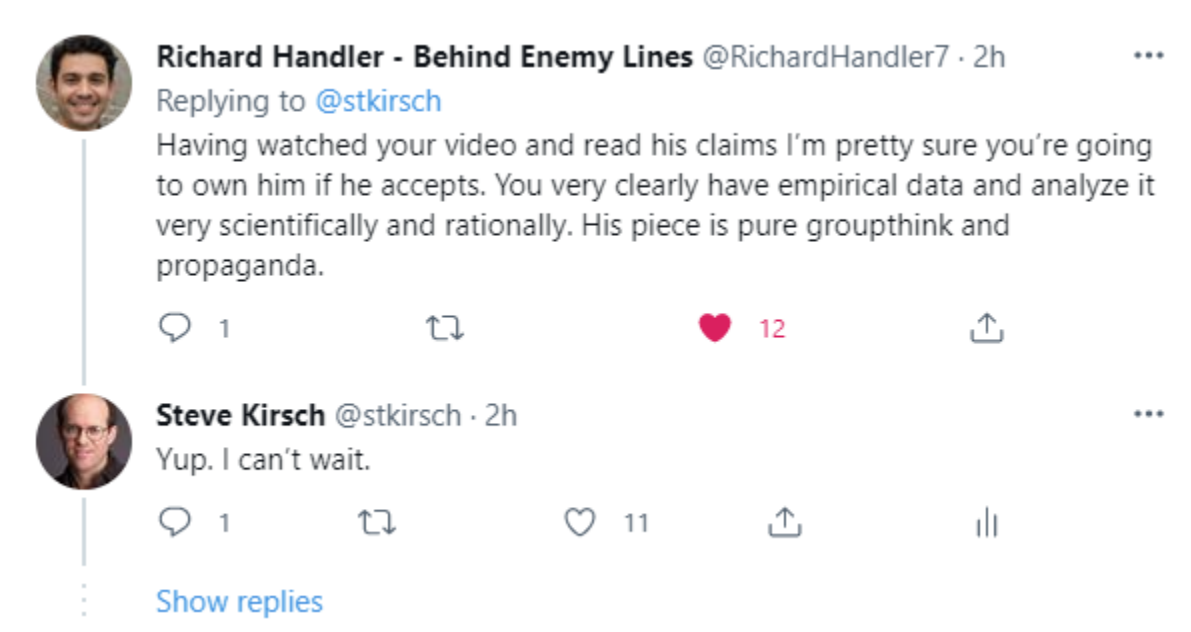 Richard Handler - Behind Enemy Lines @RichardHandler7 · 2h
Replying to @stkirsch
Having watched your video and read his claims I'm pretty sure you're going
to own him if he accepts. You very clearly have empirical data and analyze it
very scientifically and rationally. His piece is pure groupthink and
propaganda.
1 12
Steve Kirsch @stkirsch · 2h
Yup. I can't wait.
1 11
Show replies